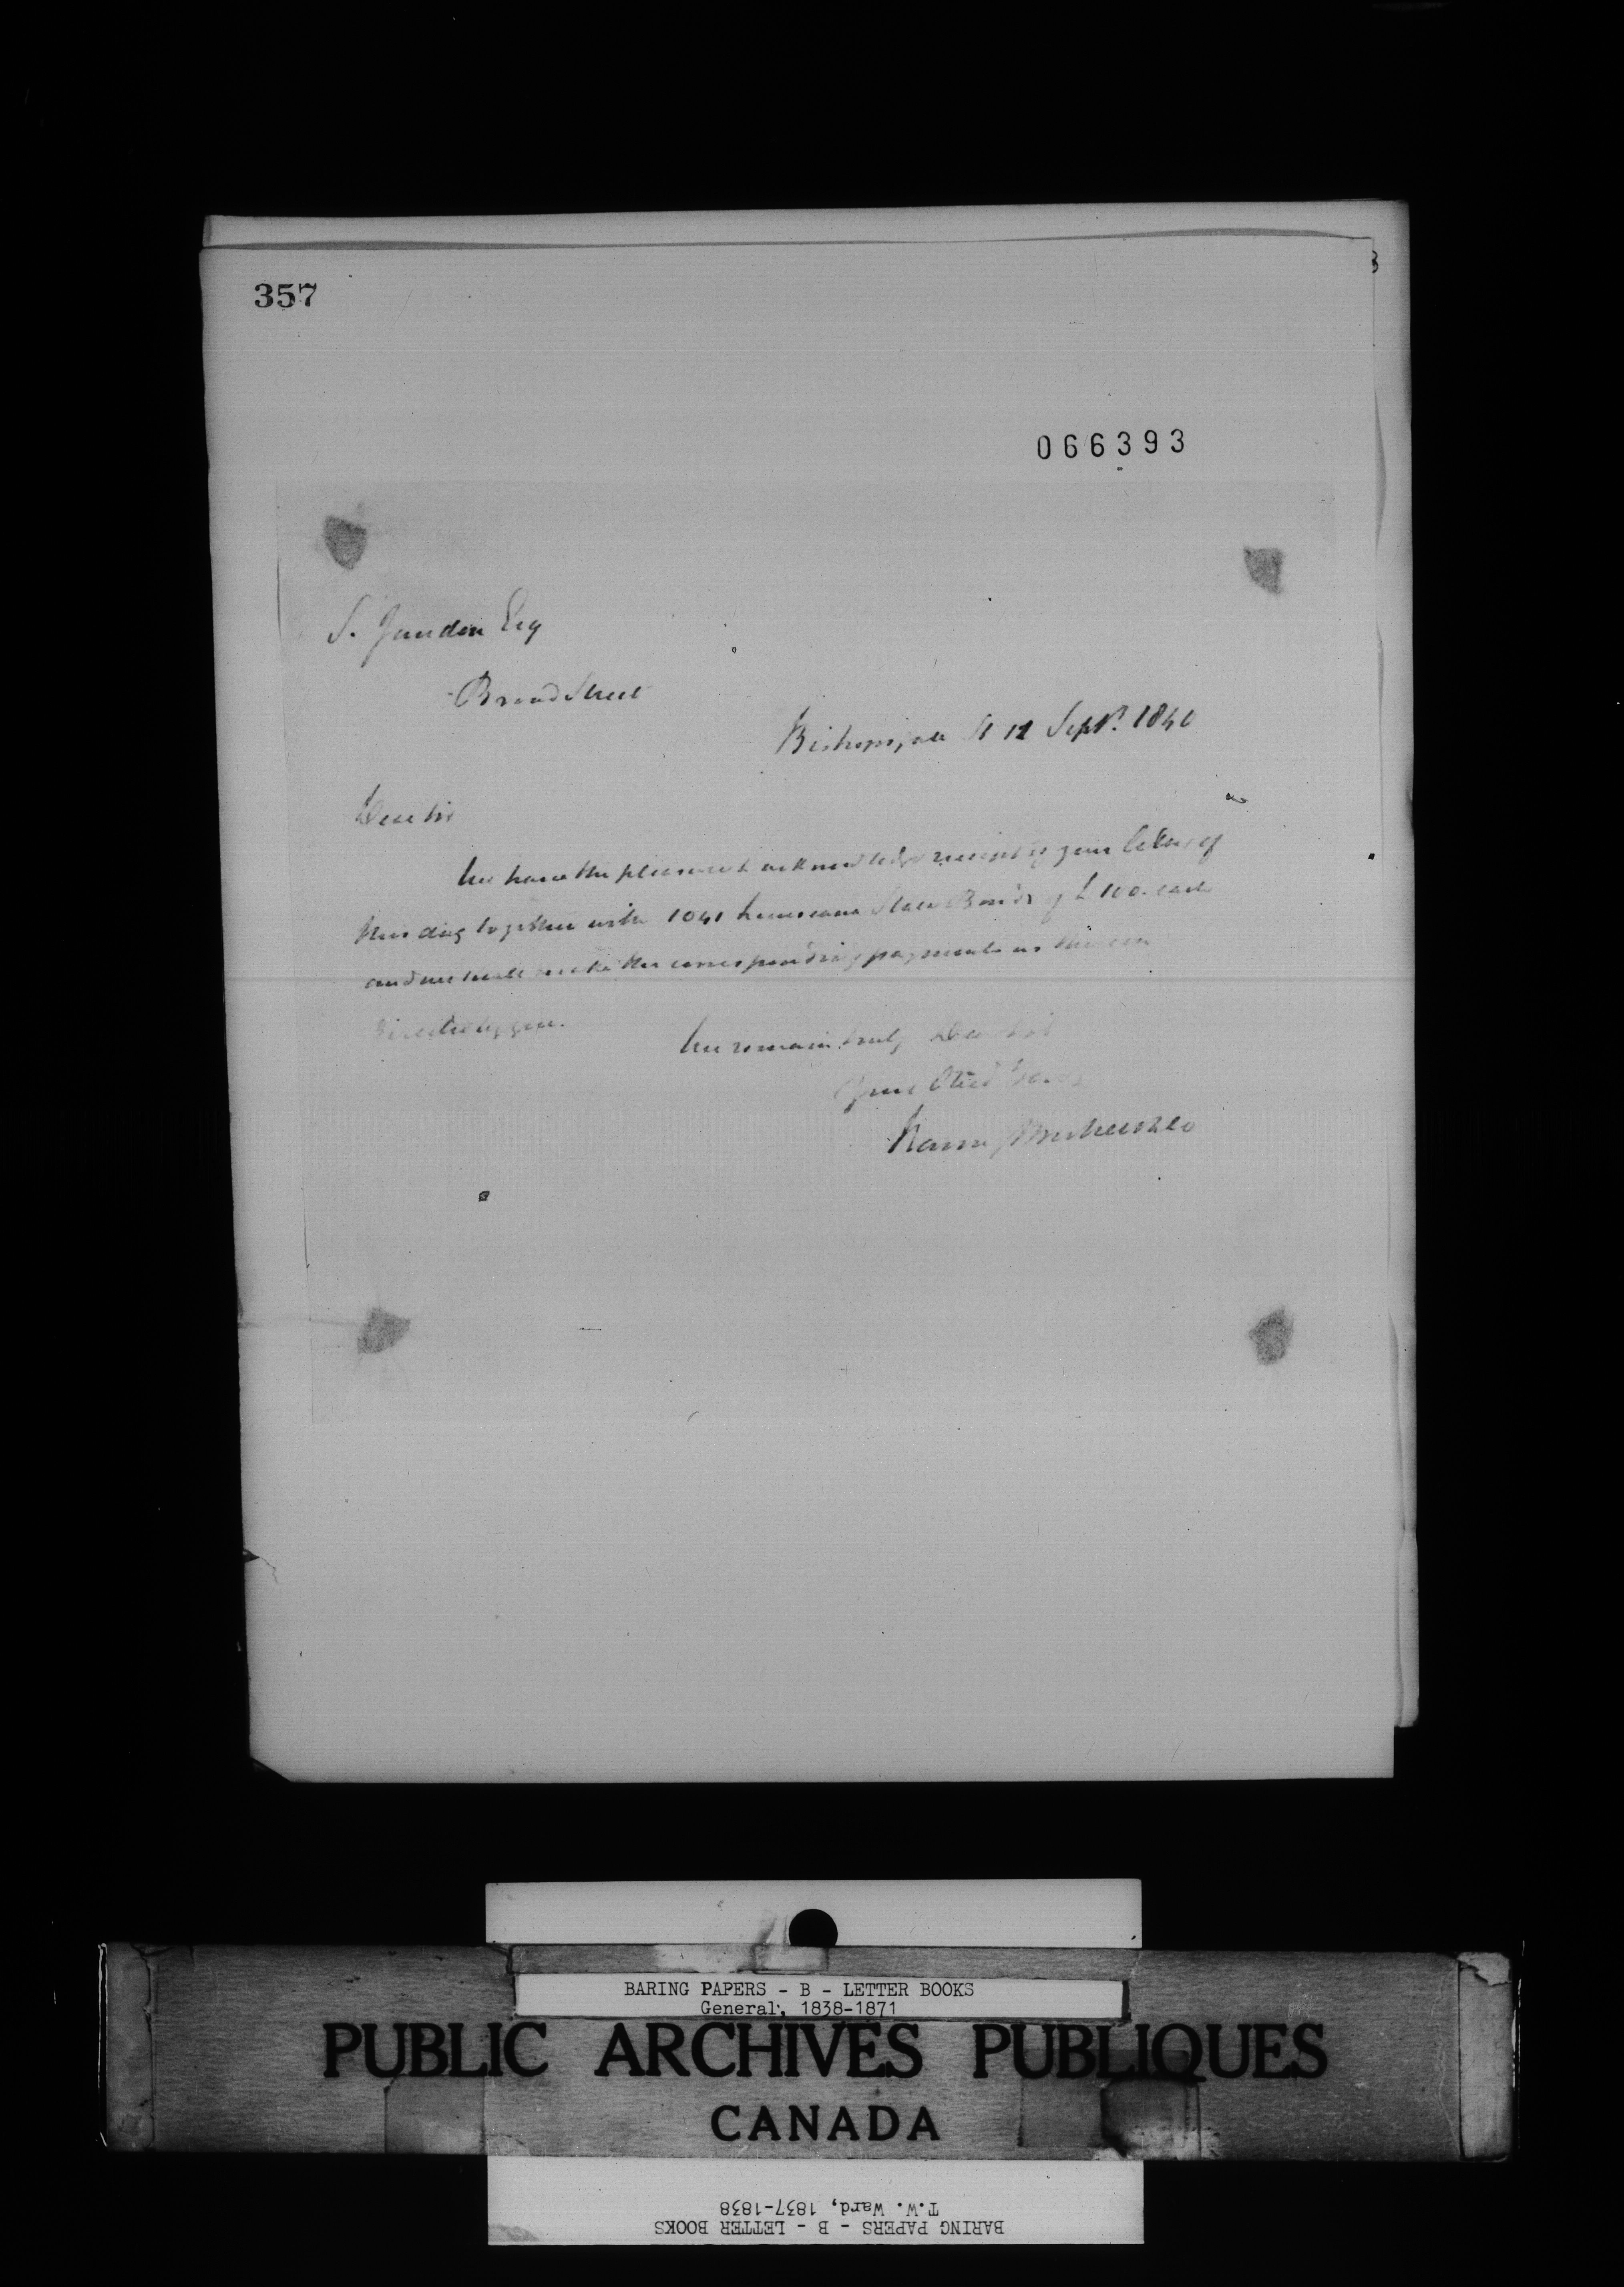 357
066393
S. Jaudon Esq
Broad Street
Bishopsgate St 12 Septr. 1840
Dear Sir
We have the pleasure to acknowledge receipt of your letter of
this day together with 1041 Louisiana State Bonds of £ 100. each
and we will make the corresponding payments as therein
directed by you.
We remain truly Dear Sir
Your Obed
Baring Brothers & Co
BARING PAPERS - B - LETTER BOOKS
General, 1838-1871
PUBLIC ARCHIVES PUBLIQUES
CANADA
T.W. Ward, 1837-1838
BARING PAPERS - B - LETTER BOOKS